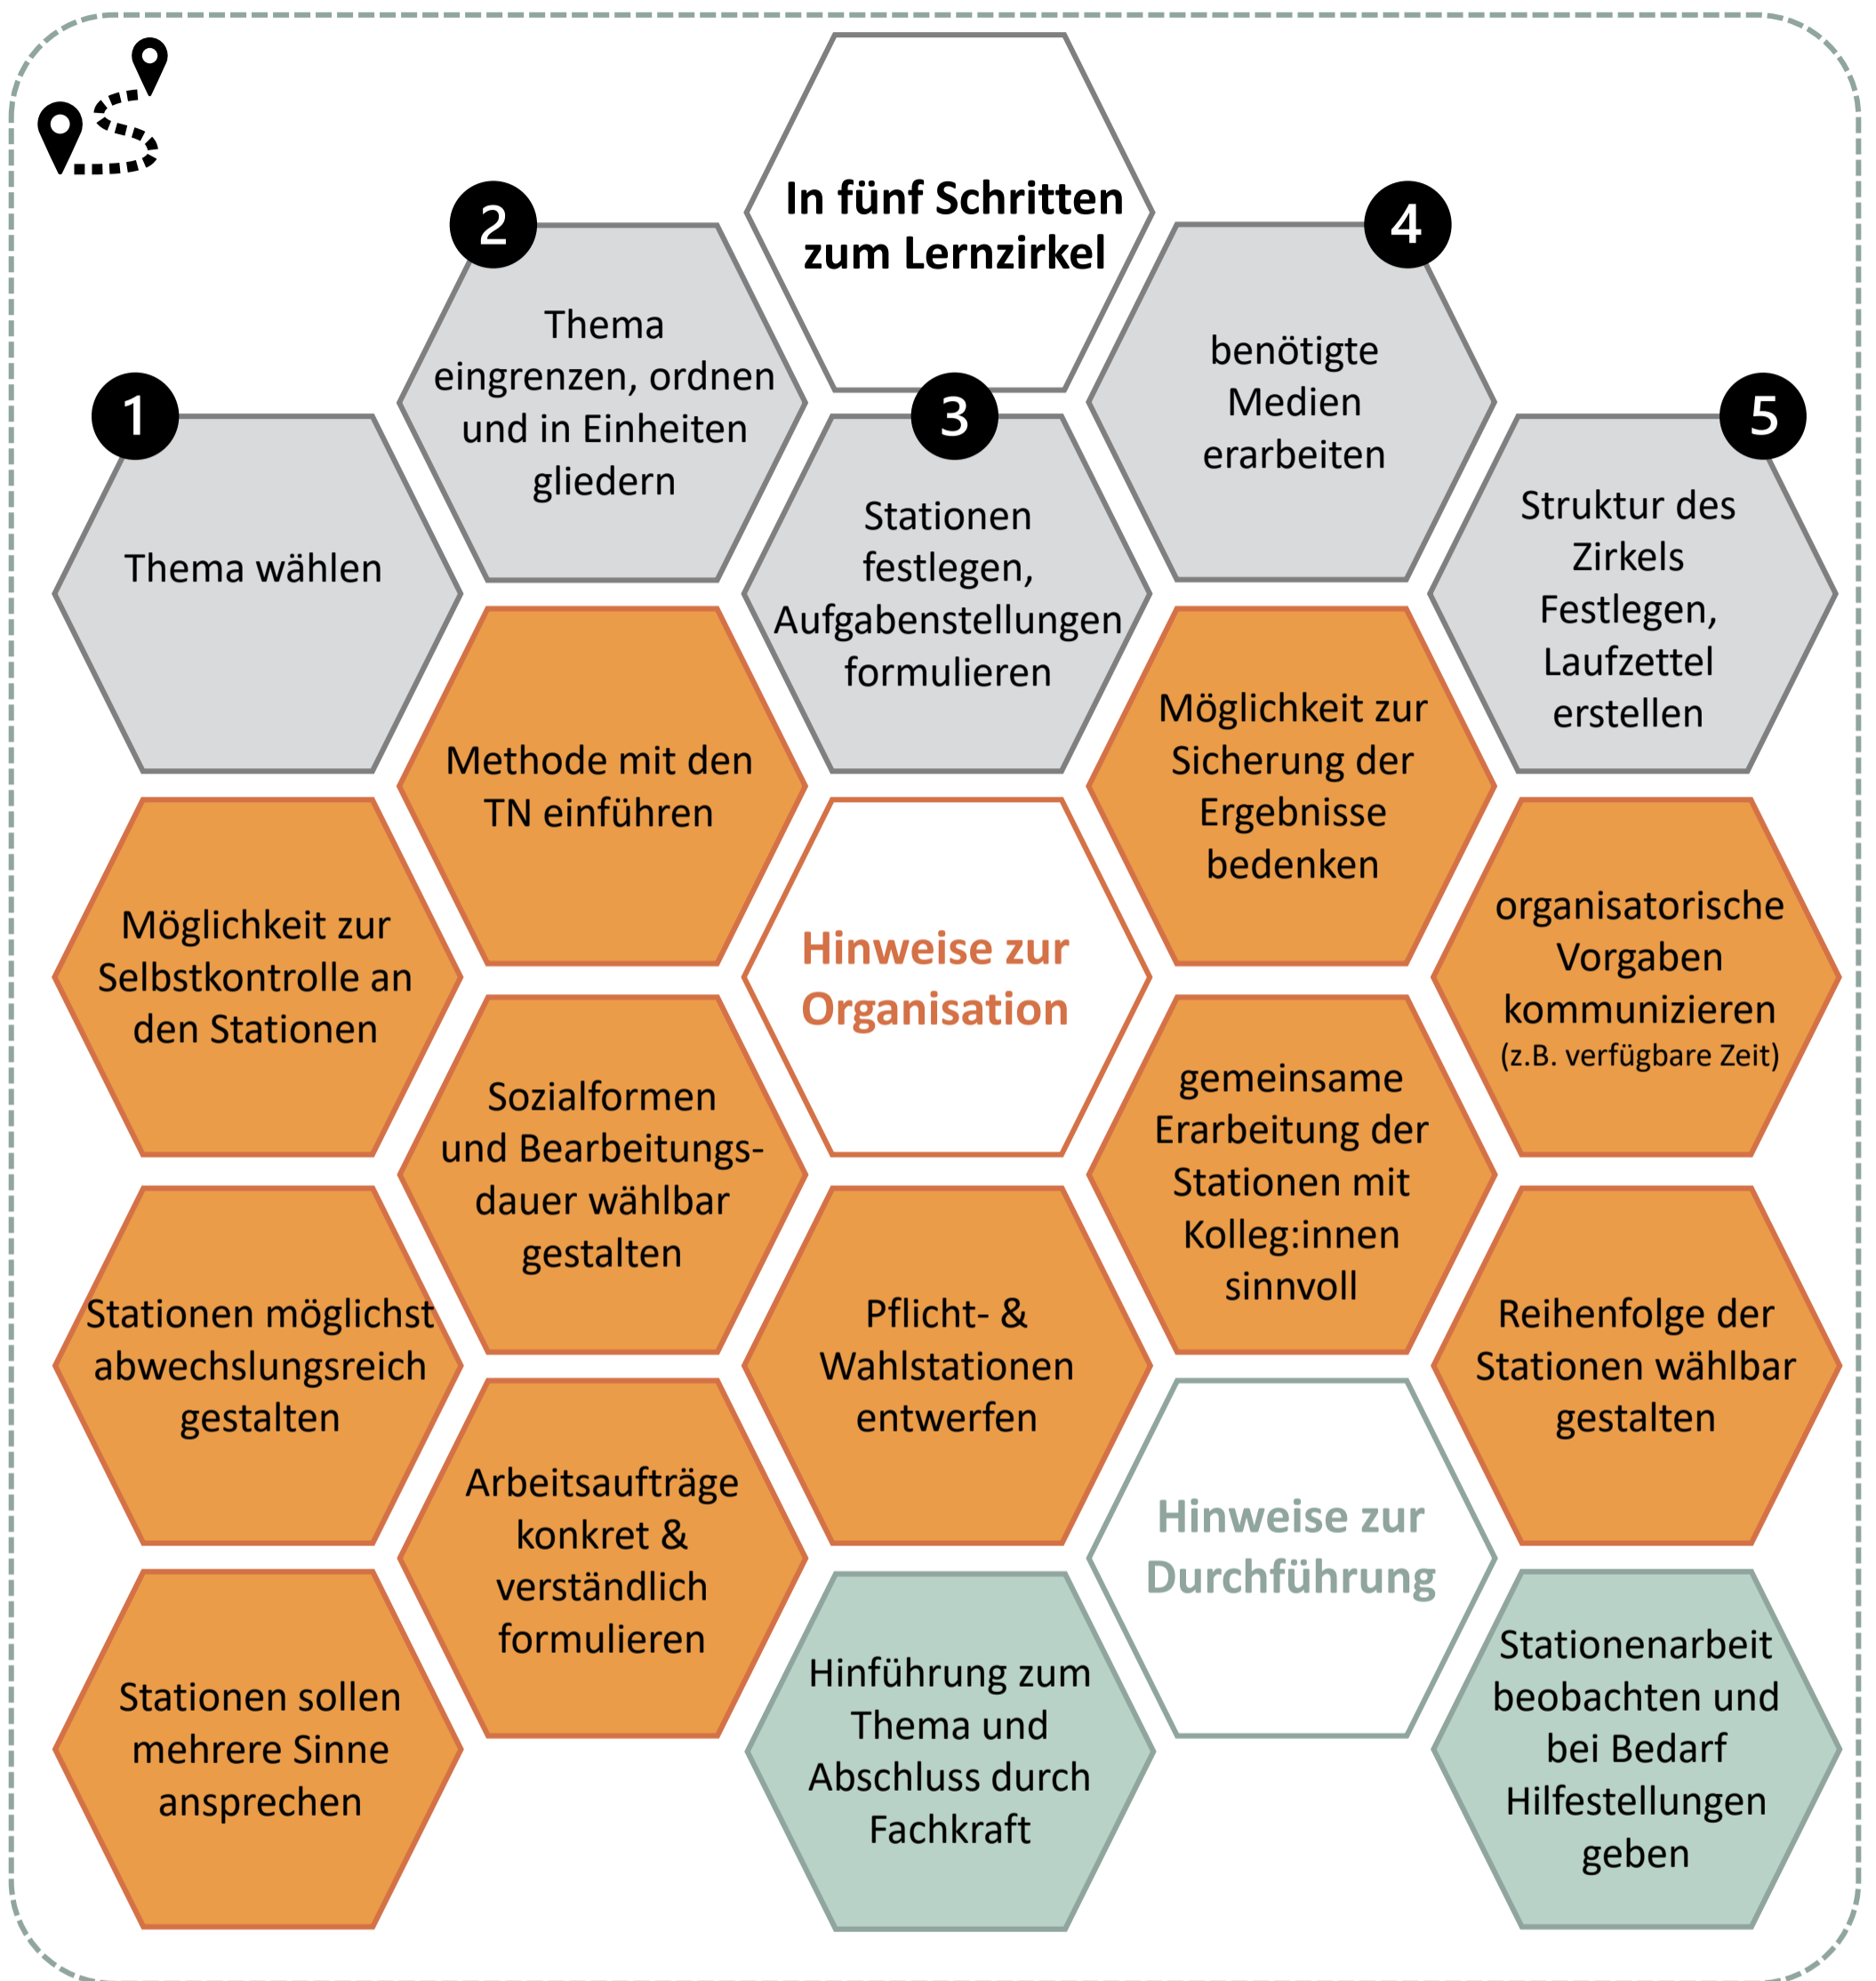 In fünf Schritten
zum Lernzirkel
1
Thema wählen
2
Thema
eingrenzen, ordnen
und in Einheiten
gliedern
3
Stationen
festlegen,
Aufgabenstellungen
formulieren
4
benötigte
Medien
erarbeiten
5
Struktur des
Zirkels
Festlegen,
Laufzettel
erstellen
Hinweise zur
Organisation
Methode mit den
TN einführen
Möglichkeit zur
Sicherung der
Ergebnisse
bedenken
Möglichkeit zur
Selbstkontrolle an
den Stationen
organisatorische
Vorgaben
kommunizieren
(z.B. verfügbare Zeit)
Sozialformen
und Bearbeitungs-
dauer wählbar
gestalten
gemeinsame
Erarbeitung der
Stationen mit
Kolleg:innen
sinnvoll
Stationen möglichst
abwechslungsreich
gestalten
Pflicht- &
Wahlstationen
entwerfen
Reihenfolge der
Stationen wählbar
gestalten
Arbeitsaufträge
konkret &
verständlich
formulieren
Stationen sollen
mehrere Sinne
ansprechen
Hinweise zur
Durchführung
Hinführung zum
Thema und
Abschluss durch
Fachkraft
Stationenarbeit
beobachten und
bei Bedarf
Hilfestellungen
geben